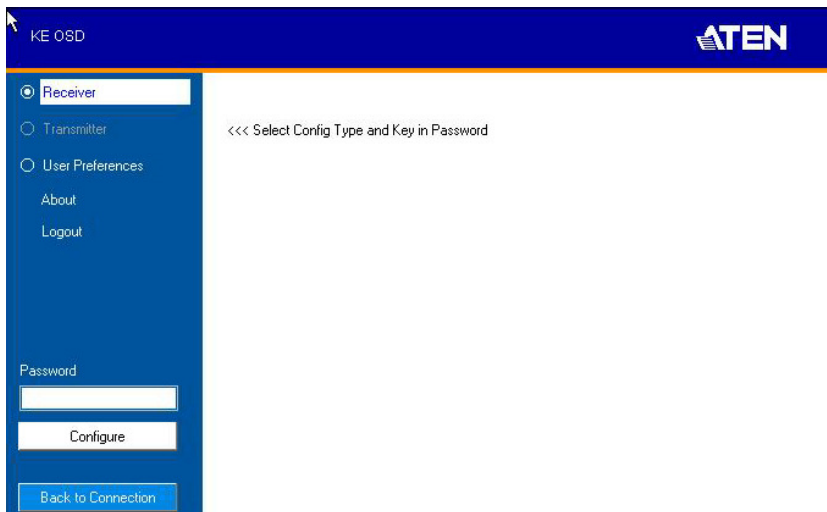 KE OSD
ATEN
Receiver
Transmitter
User Preferences
About
Logout
<<< Select Config Type and Key in Password
Password
Configure
Back to Connection